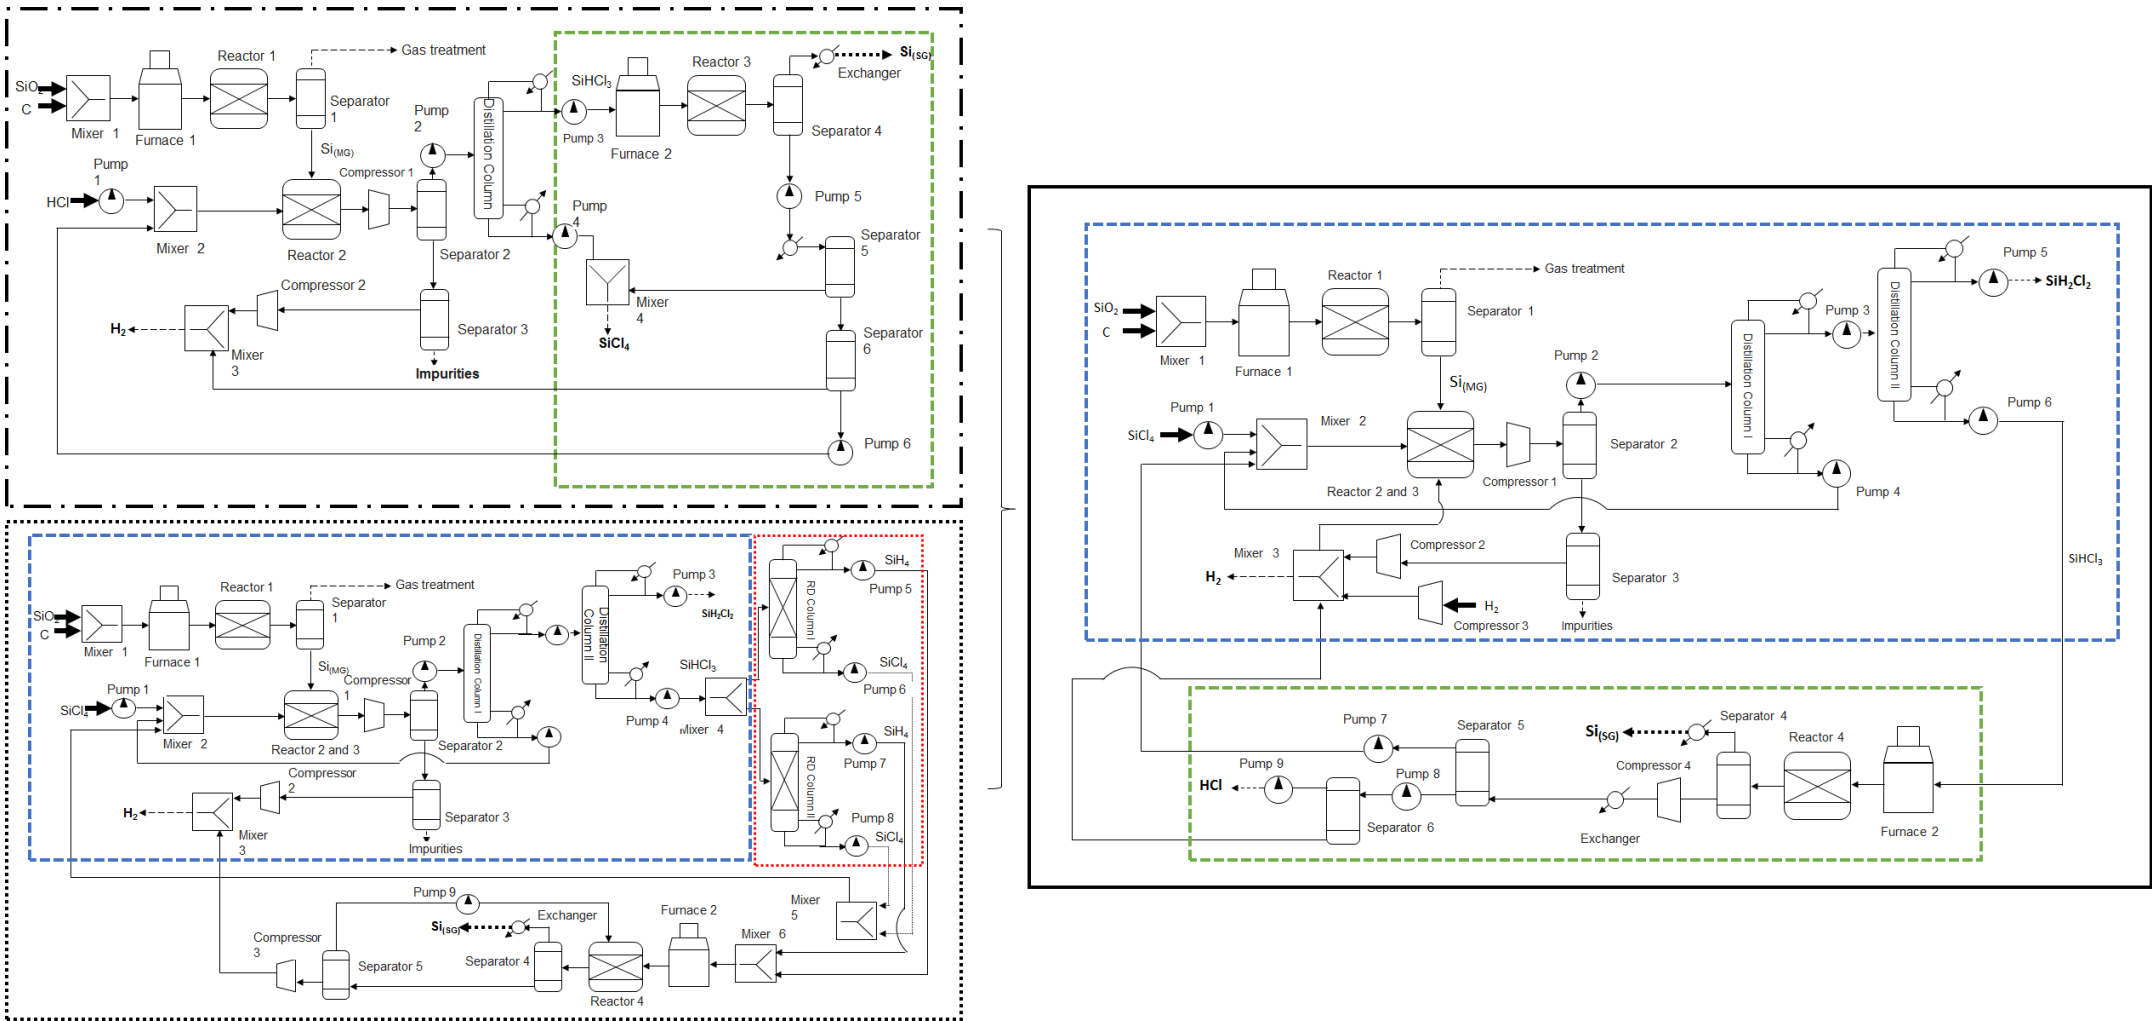 Gas treatment
Si(SG)
Reactor 1
Reactor 3
Exchanger
SiO2
C
Separator
1
Pump
2
SiHCl3
Mixer 1
Furnace 1
Distillation Column
Pump 3
Furnace 2
Separator 4
Si(MG)
Pump
1
Compressor 1
HCl
Pump
4
Pump 5
Mixer 2
Reactor 2
Separator 2
Separator
5
Compressor 2
H2
Mixer
3
Separator 3
Mixer
4
SiCl4
Separator
6
Impurities
Pump 6
Gas treatment
Reactor 1
Separator
1
SiO2
C
Mixer 1
Furnace 1
Pump 2
Distillation Column I
Distillation
Column II
Pump 3
SiH2Cl2
SiHCl3
Pump 4
Mixer 4
Si(MG)
Compressor
1
Pump 1
SiCl4
Mixer 2
Reactor 2 and 3
Separator 2
Compressor
2
H2
Mixer
3
Separator 3
Impurities
RD Column I
SiH4
Pump 5
SiCl4
Pump 6
RD Column II
SiH4
Pump 7
Pump 8
SiCl4
Mixer
5
Pump 9
Exchanger
Furnace 2
Si(SG)
Mixer 6
Compressor
3
Separator 5
Separator 4
Reactor 4
Gas treatment
Reactor 1
SiO2
C
Separator 1
Mixer 1
Furnace 1
Si(MG)
Pump 2
Distillation Column I
Pump 3
Distillation Column II
Pump 5
SiH2Cl2
Pump 6
Pump 1
SiCl4
Mixer 2
Separator 2
Reactor 2 and 3
Compressor 1
Pump 4
Mixer 3
Compressor 2
H2
Separator 3
H2
Compressor 3
Impurities
SiHCl3
Pump 7
Separator 5
Si(SG)
Separator 4
Reactor 4
Pump 9
HCl
Pump 8
Compressor 4
Separator 6
Exchanger
Furnace 2